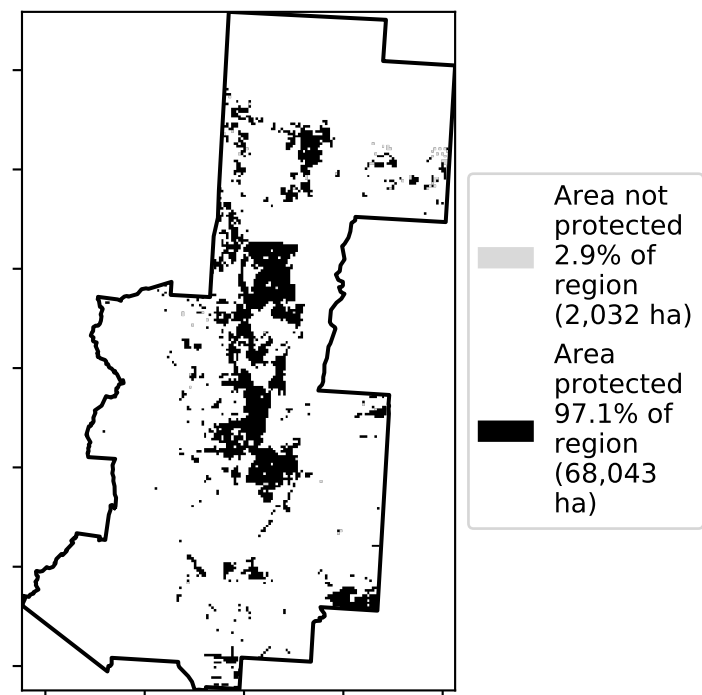 Area not
protected
2.9% of
region
(2,032 ha)
Area
protected
97.1% of
region
(68,043
ha)